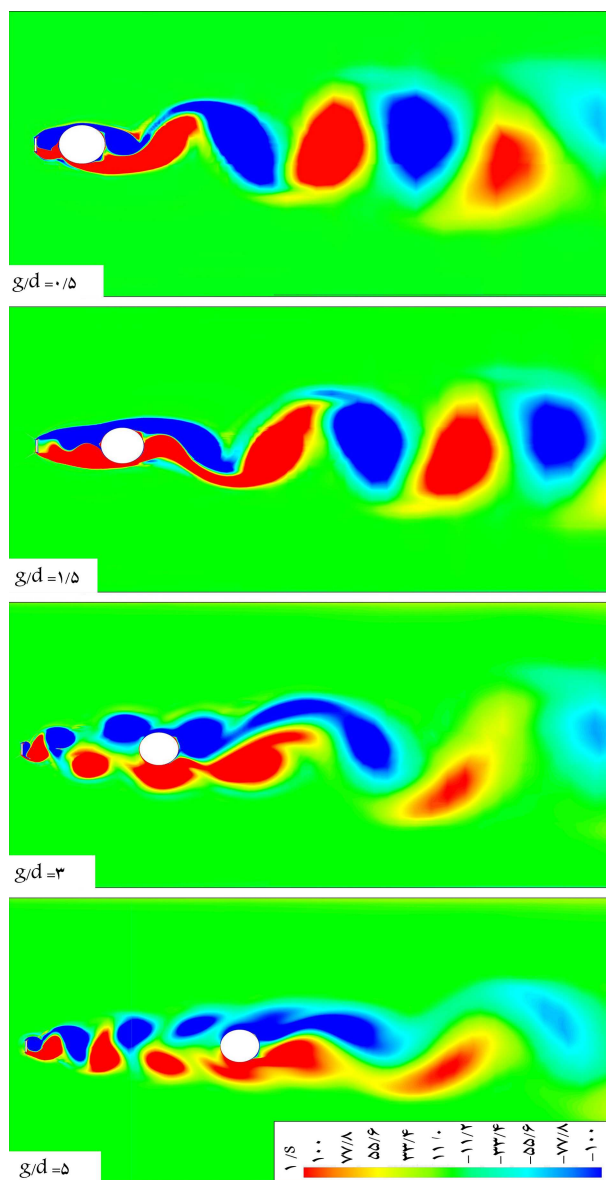 g/d =۰/۵
g/d =۱/۵
g/d =۳
g/d =۵
۱/s
۱۰۰
۷۷/۸
۵۵/۶
۳۳/۴
۱۱/۰
-۱۱/۲
-۳۳/۴
-۵۵/۶
-۷۷/۸
-۱۰۰